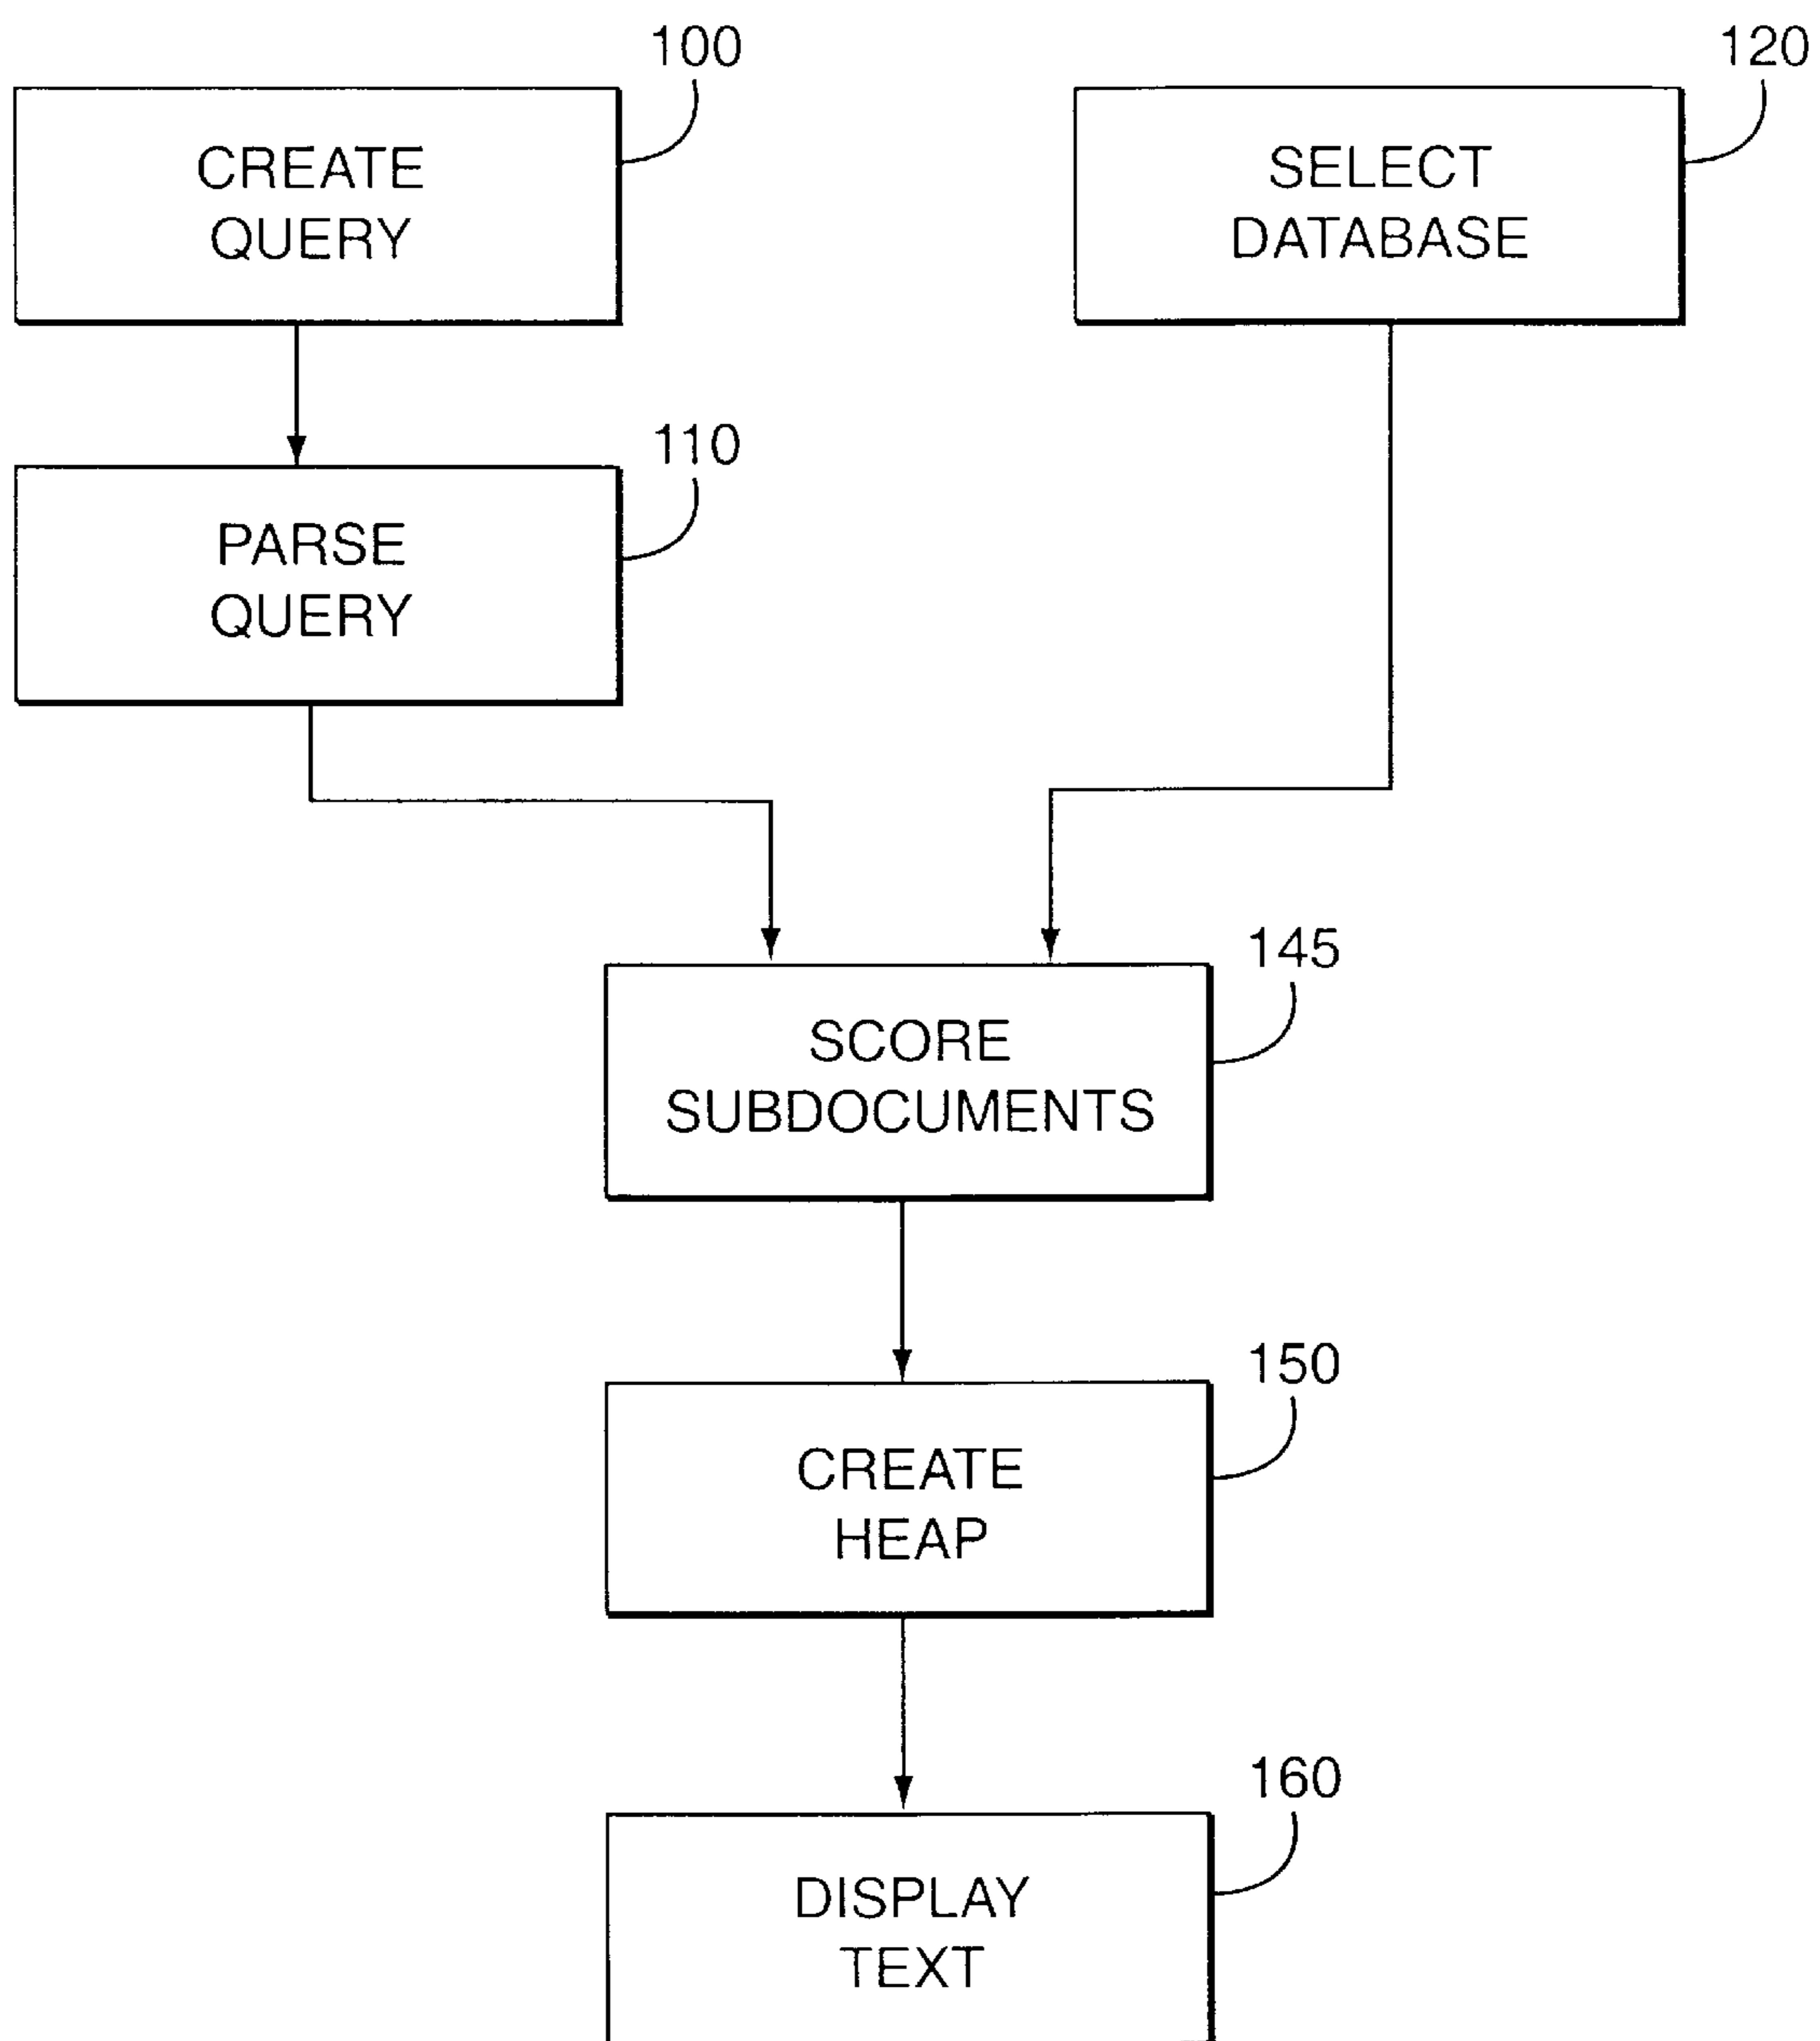 100
CREATE
QUERY
120
SELECT
DATABASE
110
PARSE
QUERY
145
SCORE
SUBDOCUMENTS
150
CREATE
HEAP
160
DISPLAY
TEXT